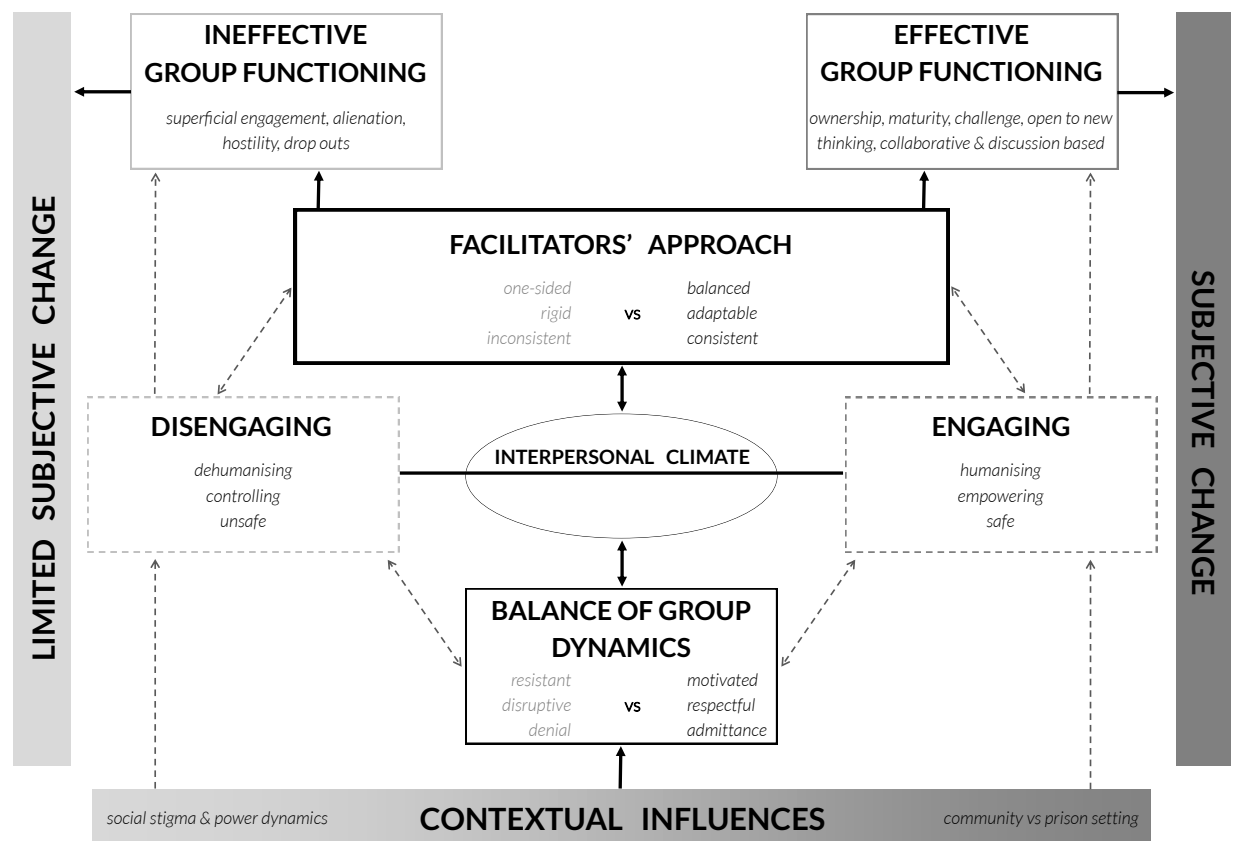 INEFFECTIVE
GROUP FUNCTIONING
superficial engagement, alienation,
hostility, drop outs
EFFECTIVE
GROUP FUNCTIONING
ownership, maturity, challenge, open to new
thinking, collaborative & discussion based
LIMITED SUBJECTIVE CHANGE
SUBJECTIVE CHANGE
FACILITATORS’ APPROACH
one-sided
rigid
inconsistent
vs
balanced
adaptable
consistent
DISENGAGING
dehumanising
controlling
unsafe
INTERPERSONAL CLIMATE
ENGAGING
humanising
empowering
safe
BALANCE OF GROUP
DYNAMICS
resistant
disruptive
denial
vs
motivated
respectful
admittance
social stigma & power dynamics
CONTEXTUAL INFLUENCES
community vs prison setting